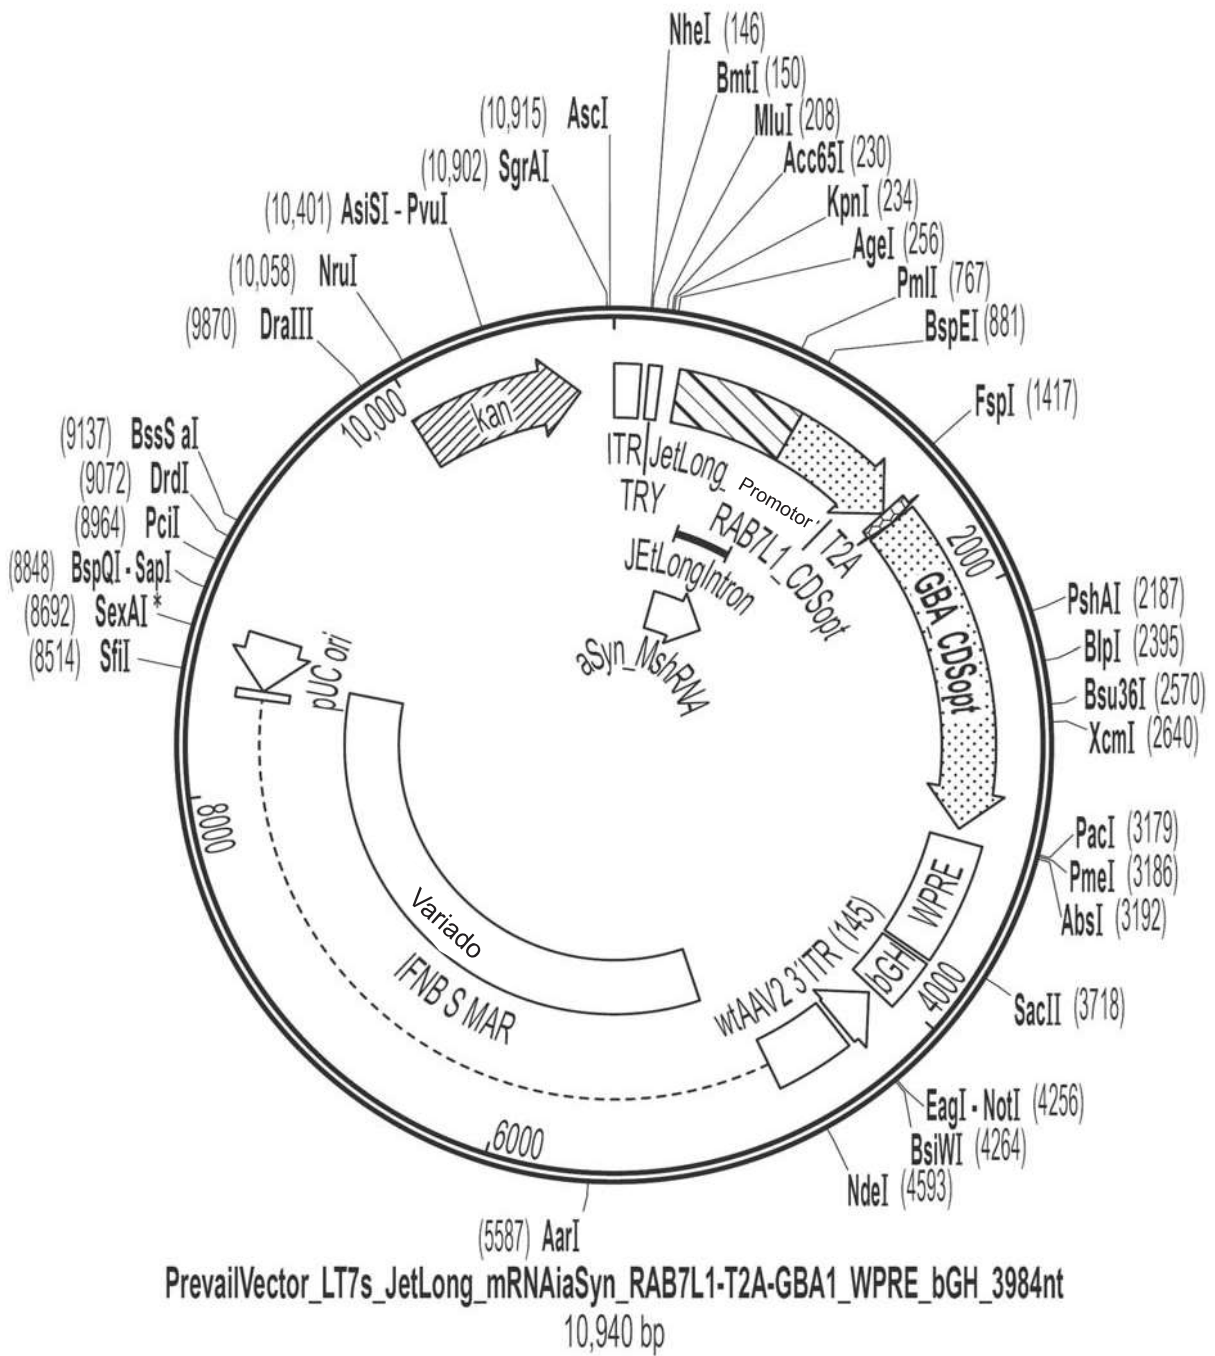 NheI (146)
BmtI (150)
MluI (208)
Acc65I (230)
KpnI (234)
AgeI (256)
PmlI (767)
BspEI (881)
FspI (1417)
PshAI (2187)
BlpI (2395)
Bsu36I (2570)
XcmI (2640)
PacI (3179)
PmeI (3186)
AbsI (3192)
SacII (3718)
EagI - NotI (4256)
BsiWI (4264)
NdeI (4593)
(5587) AarI
(8514) SfiI
(8692) SexAI *
(8848) BspQI - SapI
(8964) PciI
(9072) DrdI
(9137) BssS aI
(9870) DraIII
(10,058) NruI
(10,401) AsiSI - PvuI
(10,902) SgrAI
(10,915) AscI
2000
4000
6000
8000
10,000
kan
ITR
TRY
JetLong_ Promotor
T2A
RAB7L1_CDSopt
JEtLongIntron
aSyn_MshRNA
GBA_CDSopt
WPRE
bGH
wtAAV2 3´ITR (145)
pUC ori
Variado
IFNB S MAR
PrevailVector_LT7s_JetLong_mRNAiaSyn_RAB7L1-T2A-GBA1_WPRE_bGH_3984nt
10,940 bp